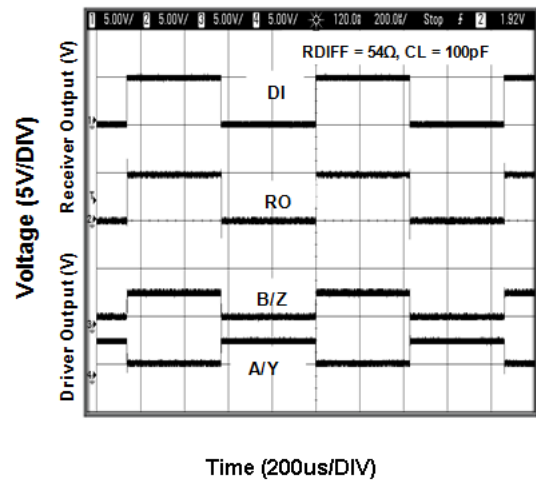 1 5.00V/ 2 5.00V/ 3 5.00V/ 4 5.00V/ 120.0s 200.0%/ Stop 2 1.92V
RDIFF = 54Ω, CL = 100pF
DI
RO
B/Z
A/Y
Voltage (5V/DIV)
Receiver Output (V)
Driver Output (V)
Time (200us/DIV)